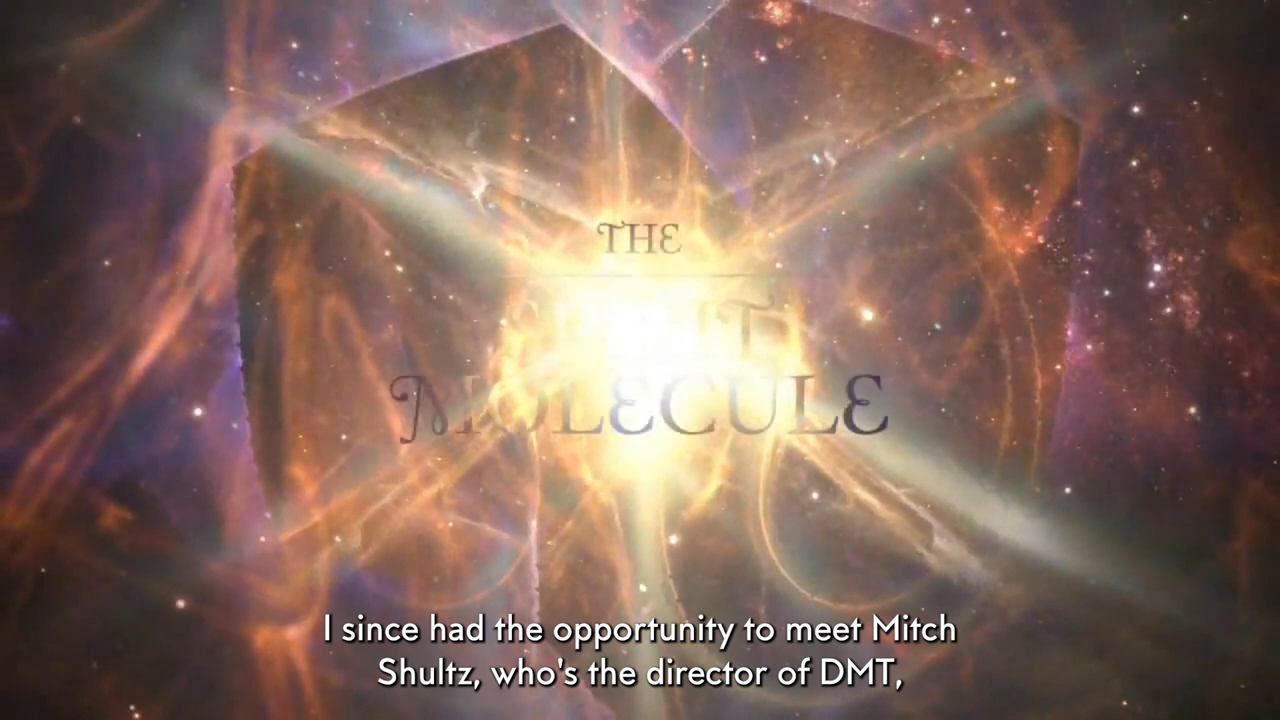 THE
MOLECULE
I since had the opportunity to meet Mitch
Shultz, who's the director of DMT,